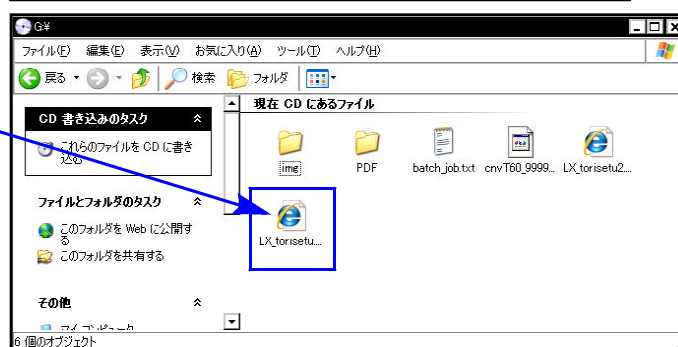 G:¥
ファイル(F) 編集(E) 表示(V) お気に入り(A) ツール(T) ヘルプ(H)
戻る 検索 フォルダ
CD 書き込みのタスク
これらのファイルを CD に書き
込む
ファイルとフォルダのタスク
このフォルダを Web に公開す
る
このフォルダを共有する
その他
マイ コンピュータ
現在 CD にあるファイル
img PDF batch_job.txt cnvT60_9999... LX_torisetu2...
LX_torisetu....
6 個のオブジェクト